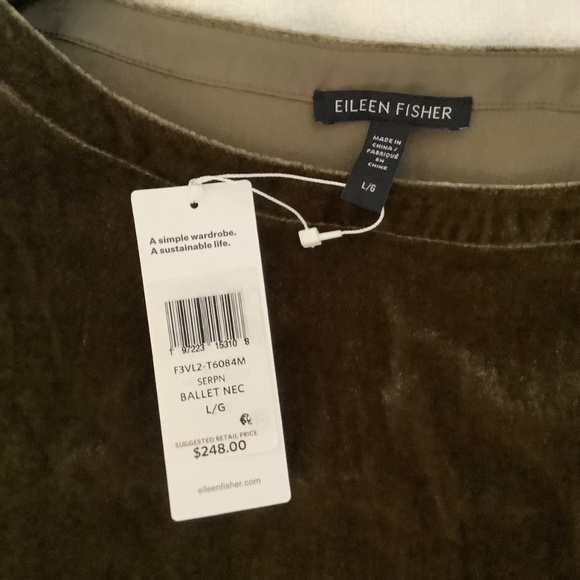 EILEEN FISHER
MADE IN
CHINA /
FABRIQUÉ
EN
CHINE
L/G
A simple wardrobe.
A sustainable life.
1 97223 15310 8
F3VL2-T6084M
SERPN
BALLET NEC
L/G
SUGGESTED RETAIL PRICE
$248.00
eileenfisher.com